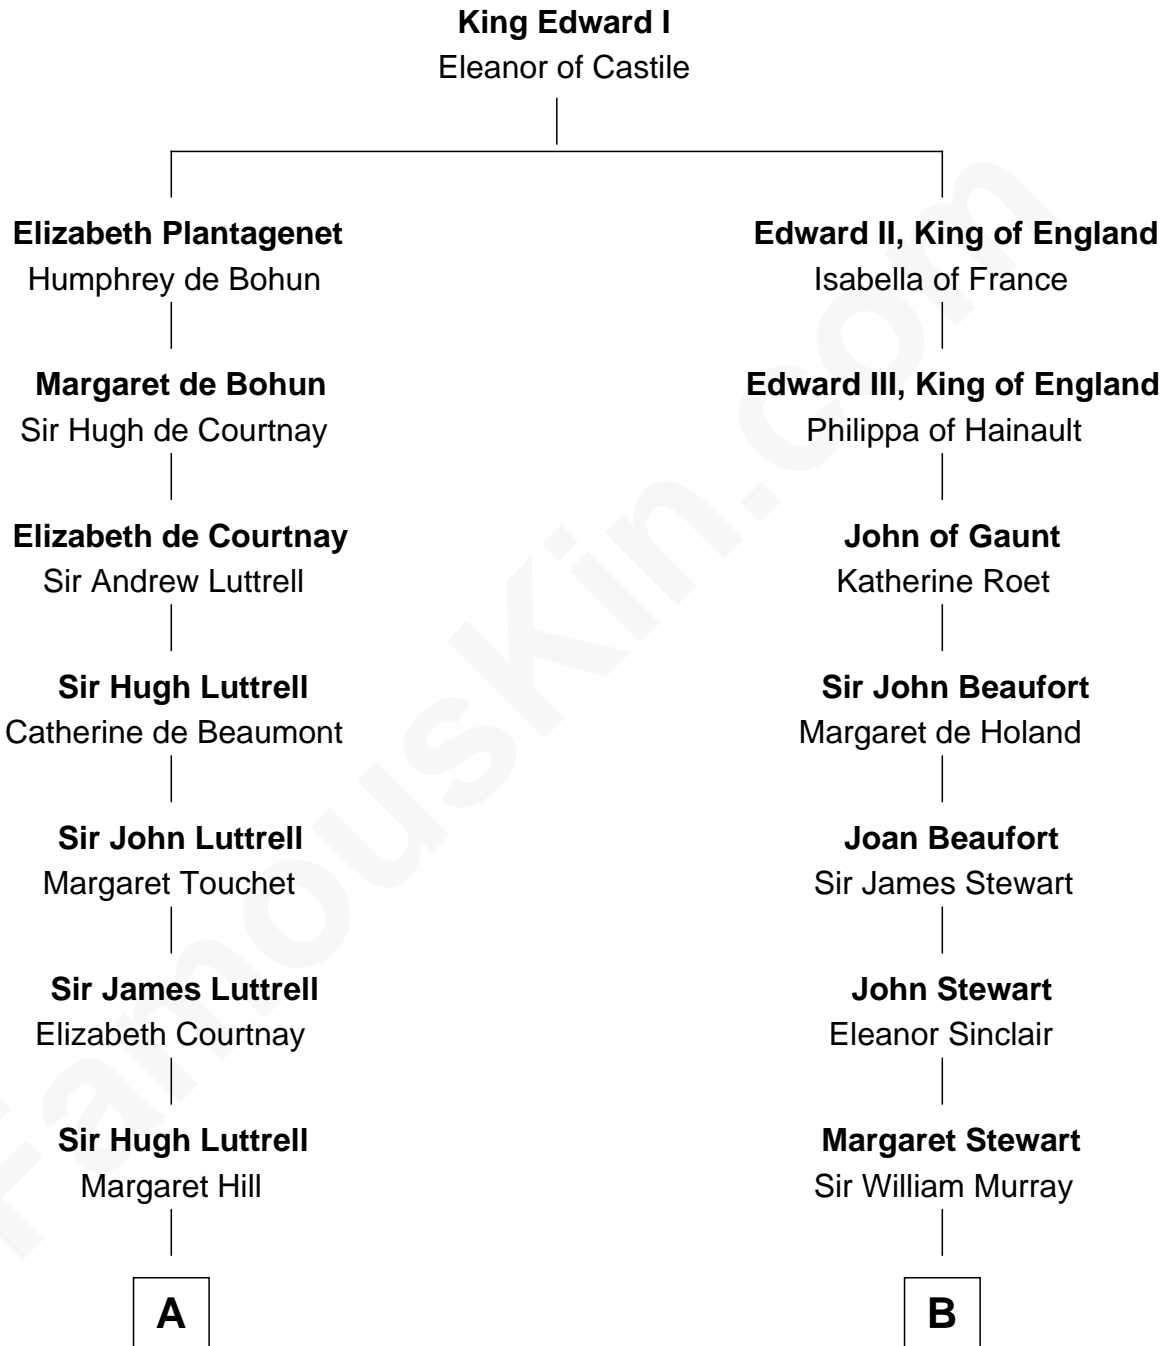 King Edward I
Eleanor of Castile
Elizabeth Plantagenet
Humphrey de Bohun
Margaret de Bohun
Sir Hugh de Courtnay
Elizabeth de Courtnay
Sir Andrew Luttrell
Sir Hugh Luttrell
Catherine de Beaumont
Sir John Luttrell
Margaret Touchet
Sir James Luttrell
Elizabeth Courtnay
Sir Hugh Luttrell
Margaret Hill
A
Edward II, King of England
Isabella of France
Edward III, King of England
Philippa of Hainault
John of Gaunt
Katherine Roet
Sir John Beaufort
Margaret de Holand
Joan Beaufort
Sir James Stewart
John Stewart
Eleanor Sinclair
Margaret Stewart
Sir William Murray
B
FamousKin.com